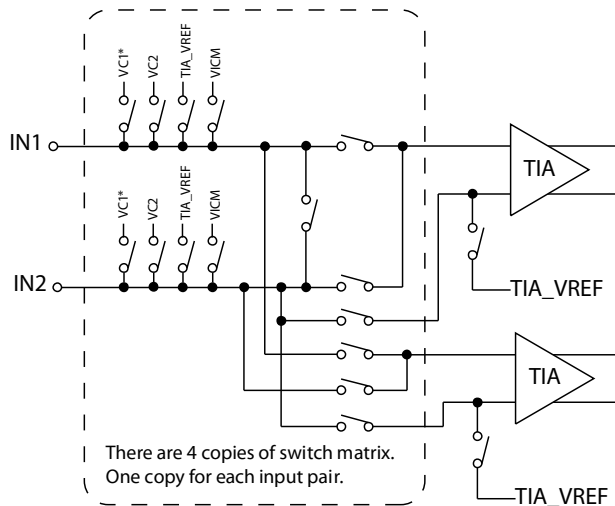 VC1*
VC2
TIA_VREF
VICM
IN1
TIA
VC1*
VC2
TIA_VREF
VICM
IN2
TIA_VREF
TIA
There are 4 copies of switch matrix.
One copy for each input pair.
TIA_VREF